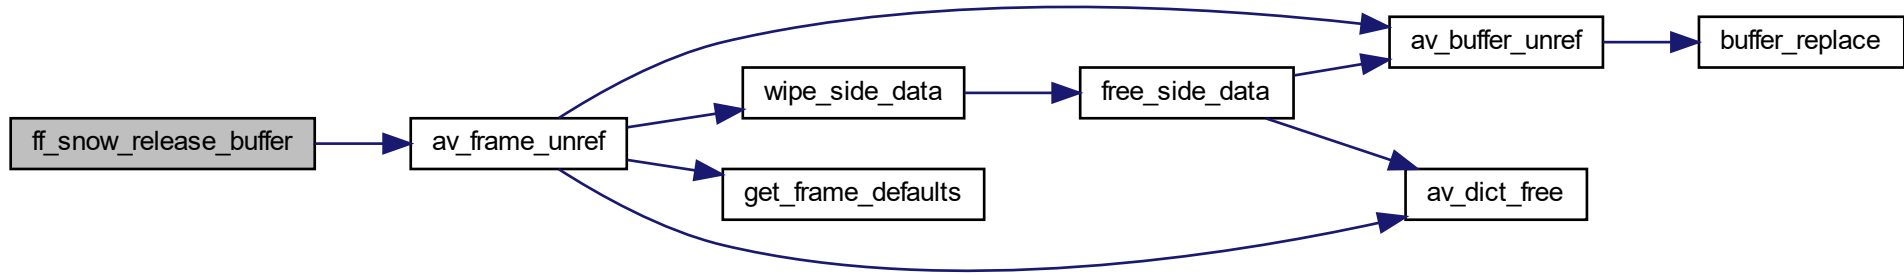 ff_snow_release_buffer
av_frame_unref
wipe_side_data
get_frame_defaults
free_side_data
av_buffer_unref
av_dict_free
buffer_replace